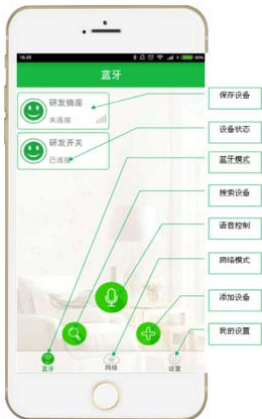 16:35
蓝牙
研发插座
未连接
研发开关
已连接
蓝牙
网络
设置
保存设备
设备状态
蓝牙模式
搜索设备
语音控制
网络模式
添加设备
我的设置